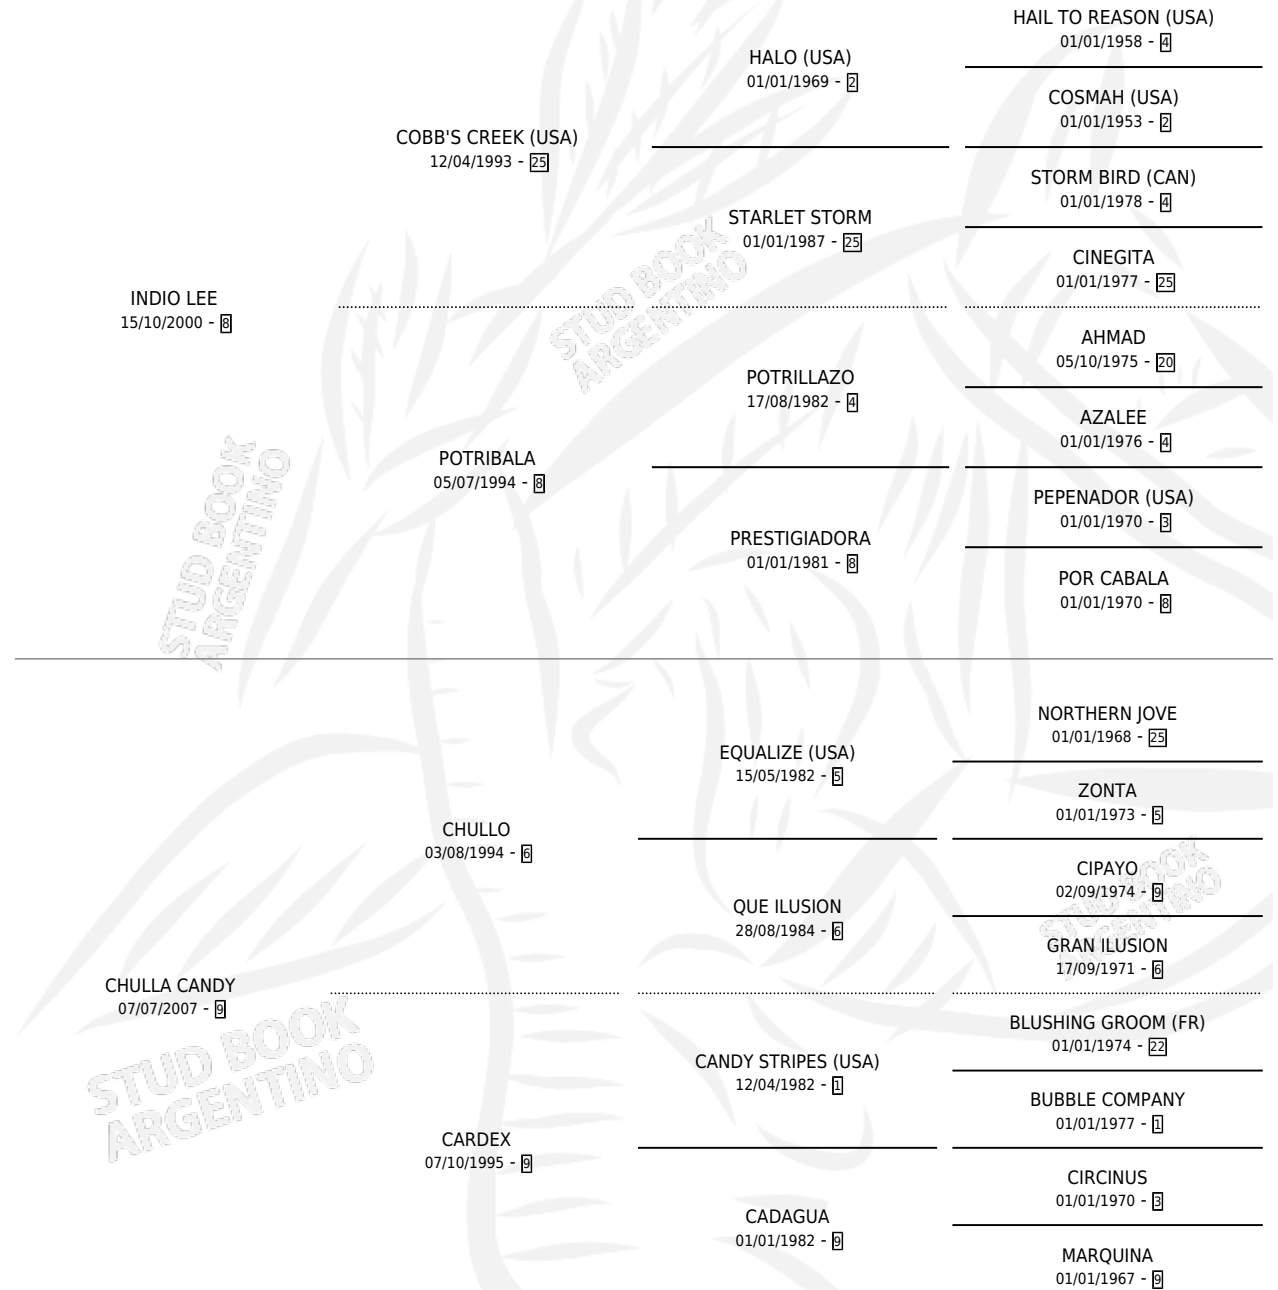 HAIL TO REASON (USA)
01/01/1958 - 4
HALO (USA)
01/01/1969 - 2
COSMAH (USA)
01/01/1953 - 2
COBB'S CREEK (USA)
12/04/1993 - 25
STORM BIRD (CAN)
01/01/1978 - 4
STARLET STORM
01/01/1987 - 25
CINEGITA
01/01/1977 - 25
INDIO LEE
15/10/2000 - 8
AHMAD
05/10/1975 - 20
POTRILLAZO
17/08/1982 - 4
AZALEE
01/01/1976 - 4
POTRIBALA
05/07/1994 - 8
PEPENADOR (USA)
01/01/1970 - 3
PRESTIGIADORA
01/01/1981 - 8
POR CABALA
01/01/1970 - 8
NORTHERN JOVE
01/01/1968 - 25
EQUALIZE (USA)
15/05/1982 - 5
ZONTA
01/01/1973 - 5
CHULLO
03/08/1994 - 6
CIPAYO
02/09/1974 - 9
QUE ILUSION
28/08/1984 - 6
GRAN ILUSION
17/09/1971 - 6
CHULLA CANDY
07/07/2007 - 9
BLUSHING GROOM (FR)
01/01/1974 - 22
CANDY STRIPES (USA)
12/04/1982 - 1
BUBBLE COMPANY
01/01/1977 - 1
CARDEX
07/10/1995 - 9
CIRCINUS
01/01/1970 - 3
CADAGUA
01/01/1982 - 9
MARQUINA
01/01/1967 - 9
STUD BOOK
ARGENTINO
STUD BOOK
ARGENTINO
STUD BOOK
ARGENTINO
STUD BOOK
ARGENTINO